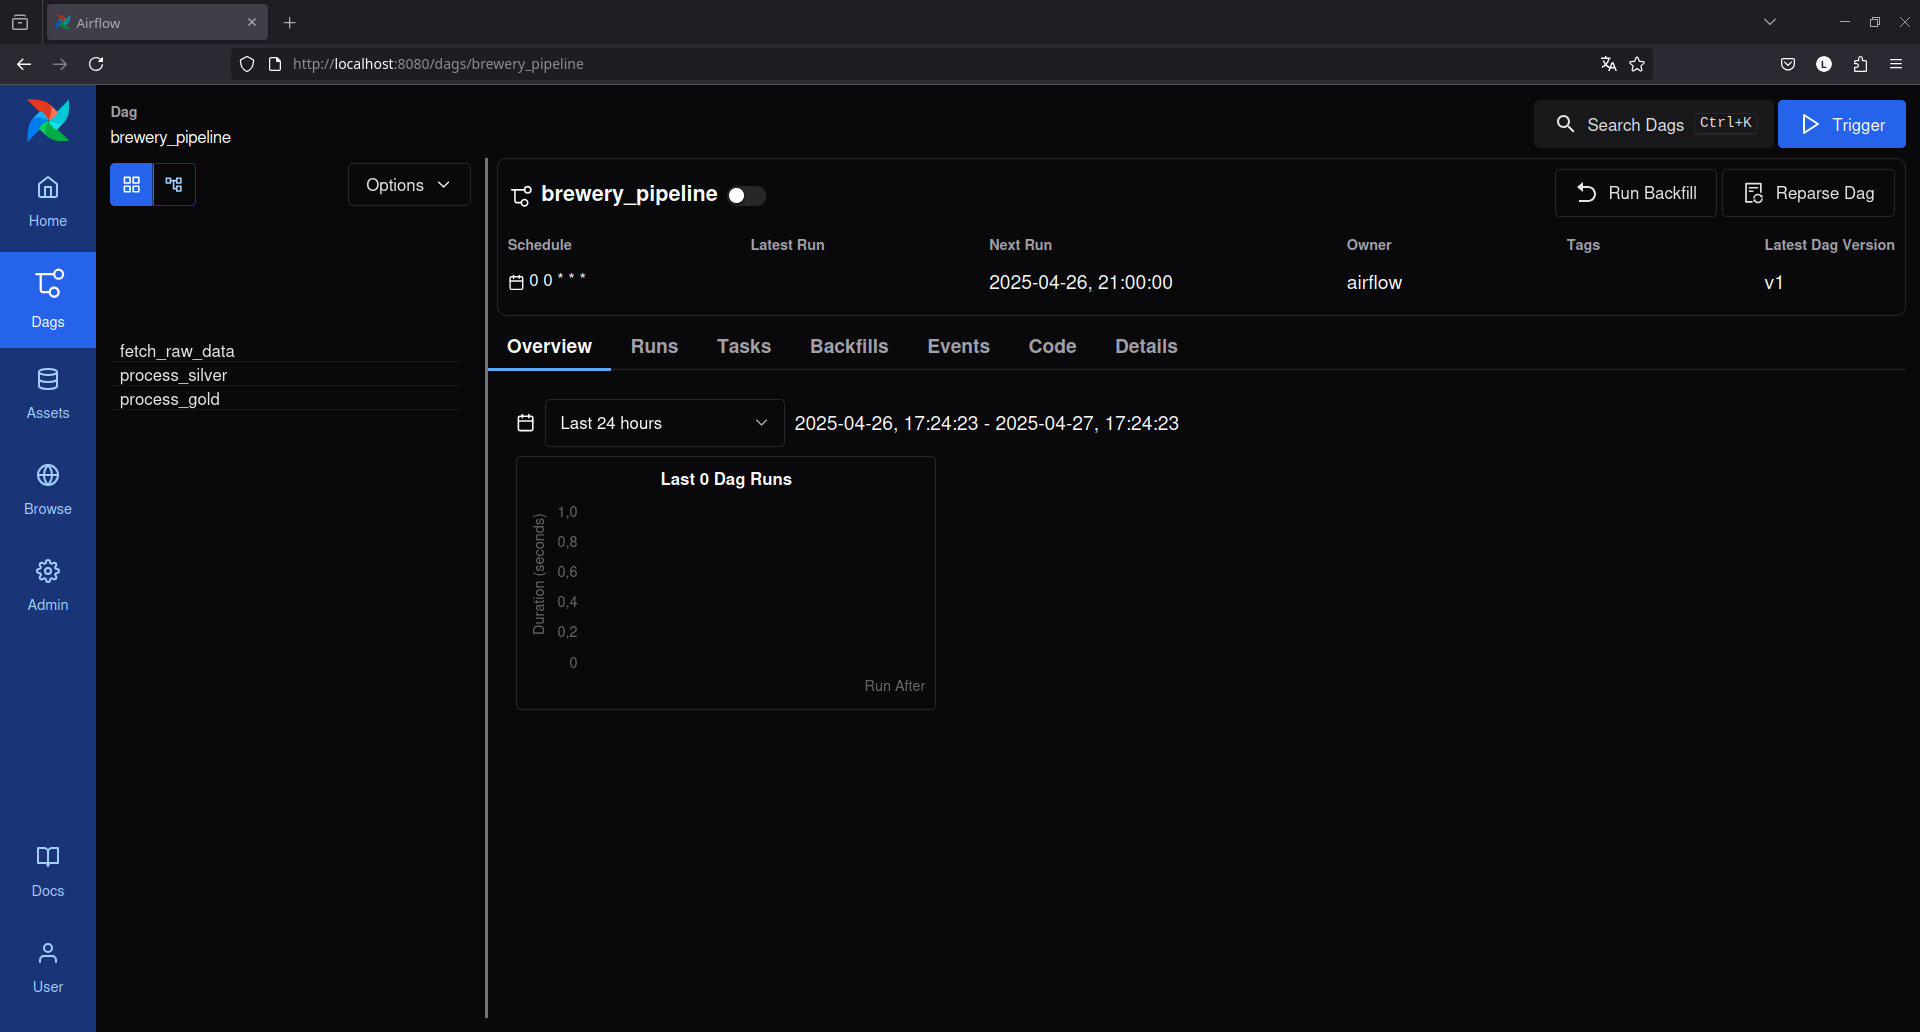 Airflow
http://localhost:8080/dags/brewery_pipeline
L
Dag
brewery_pipeline
Search Dags Ctrl+K
Trigger
Home
Dags
Assets
Browse
Admin
Docs
User
Options
fetch_raw_data
process_silver
process_gold
brewery_pipeline
Run Backfill
Reparse Dag
Schedule Latest Run Next Run Owner Tags Latest Dag Version
0 0 * * * 2025-04-26, 21:00:00 airflow v1
Overview Runs Tasks Backfills Events Code Details
Last 24 hours 2025-04-26, 17:24:23 - 2025-04-27, 17:24:23
Last 0 Dag Runs
Duration (seconds)
1,0
0,8
0,6
0,4
0,2
0
Run After